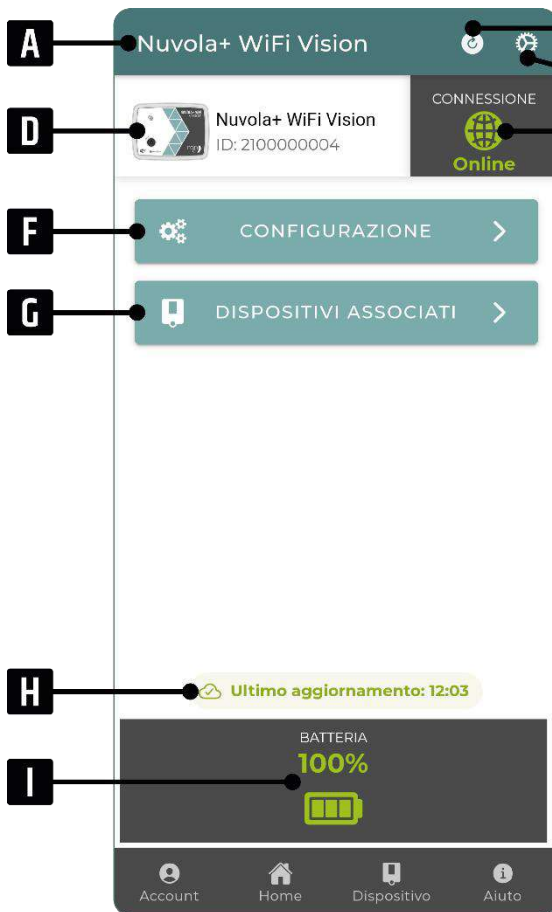 A
Nuvola+ WiFi Vision
D
Nuvola+ WiFi Vision
ID: 2100000004
CONNESSIONE
Online
F
CONFIGURAZIONE
G
DISPOSITIVI ASSOCIATI
H
Ultimo aggiornamento: 12:03
I
BATTERIA
100%
Account
Home
Dispositivo
Aiuto